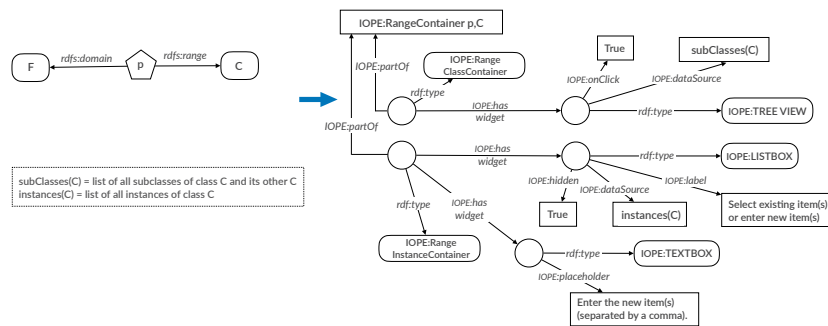 IOPE:RangeContainer p,C
rdfs:domain
rdfs:range
F
p
C
IOPE:partOf
IOPE:Range
ClassContainer
True
subClasses(C)
IOPE:onClick
IOPE:dataSource
rdf:type
IOPE:has
widget
rdf:type
IOPE:TREE VIEW
IOPE:partOf
IOPE:has
widget
rdf:type
IOPE:LISTBOX
subClasses(C) = list of all subclasses of class C and its other C
instances(C) = list of all instances of class C
IOPE:hidden
IOPE:dataSource
IOPE:label
rdf:type
IOPE:has
widget
True
instances(C)
Select existing item(s)
or enter new item(s)
IOPE:Range
InstanceContainer
rdf:type
IOPE:TEXTBOX
IOPE:placeholder
Enter the new item(s)
(separated by a comma).